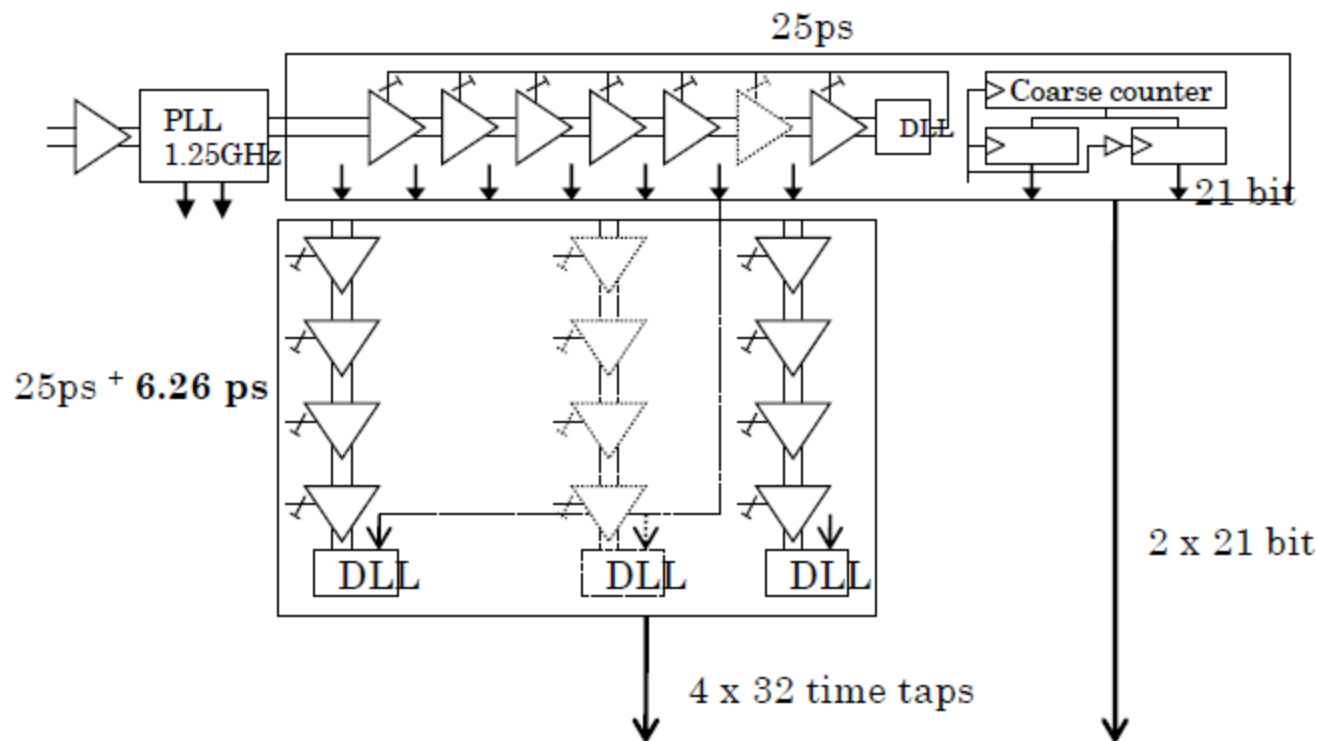 25ps
PLL
1.25GHz
DLL
Coarse counter
21 bit
25ps + 6.26 ps
DLL
DLL
DLL
2 x 21 bit
4 x 32 time taps